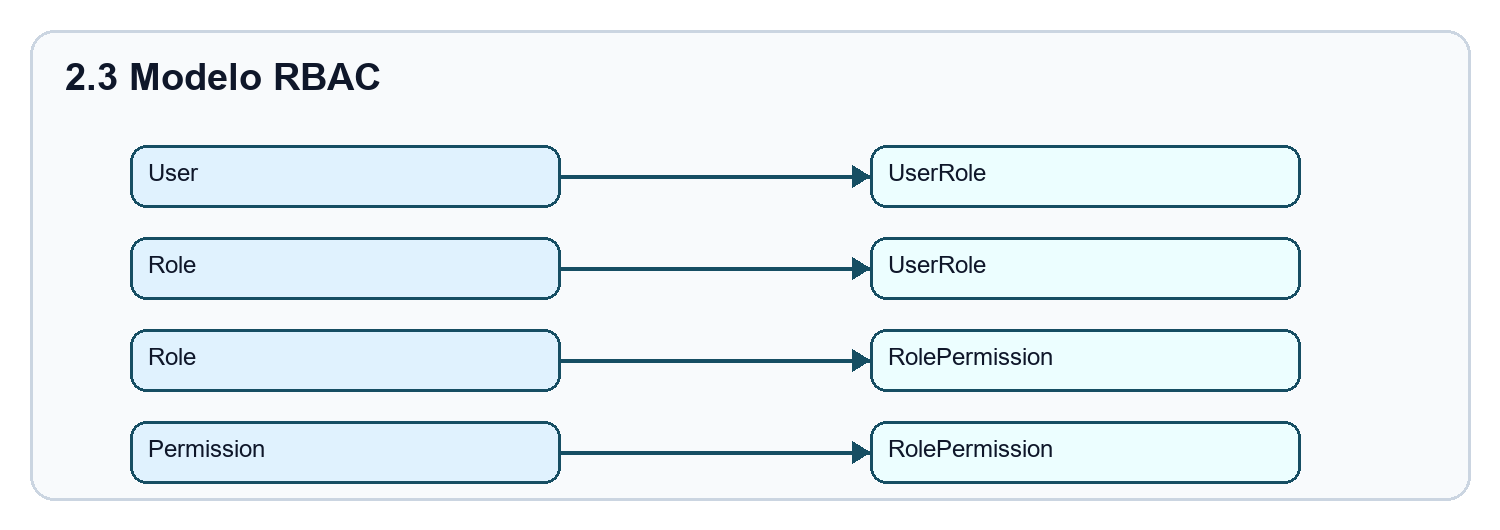 2.3 Modelo RBAC
User
UserRole
Role
UserRole
Role
RolePermission
Permission
RolePermission